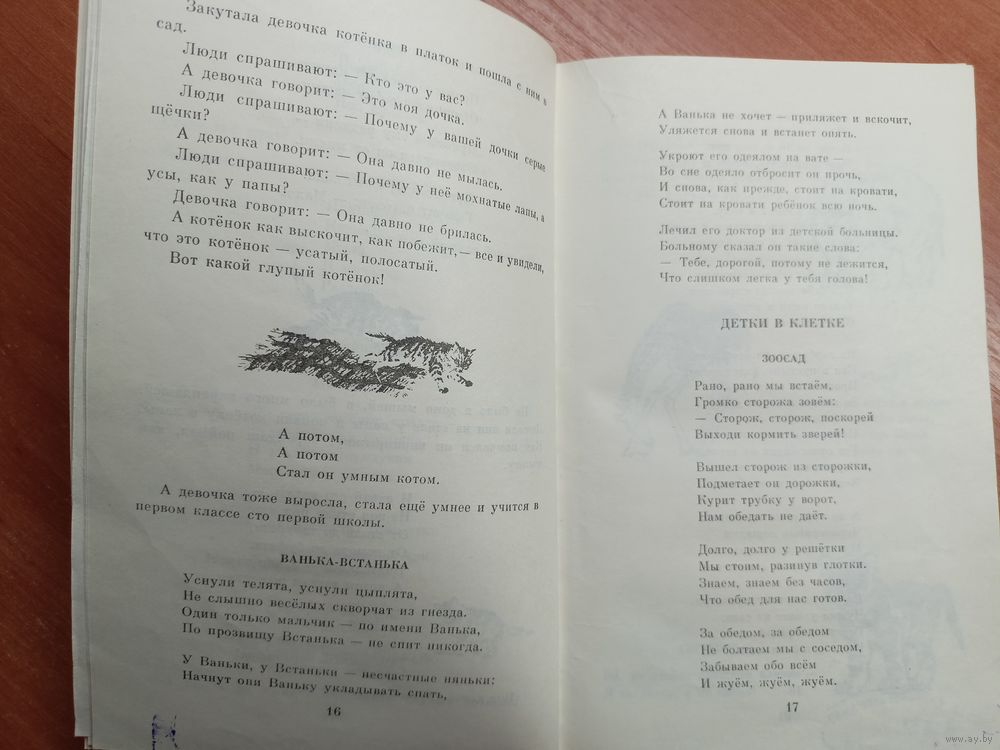 Закутала девочка котёнка в платок и пошла с ним в
сад.
Люди спрашивают: — Кто это у вас?
А девочка говорит: — Это моя дочка.
Люди спрашивают: — Почему у вашей дочки серые
щёчки?
А девочка говорит: — Она давно не мылась.
Люди спрашивают: — Почему у неё мохнатые лапы, а
усы, как у папы?
Девочка говорит: — Она давно не брилась.
А котёнок как выскочит, как побежит,— все и увидели,
что это котёнок — усатый, полосатый.
Вот какой глупый котёнок!
А потом,
А потом
Стал он умным котом.
А девочка тоже выросла, стала ещё умнее и учится в
первом классе сто первой школы.
ВАНЬКА-ВСТАНЬКА
Уснули телята, уснули цыплята,
Не слышно весёлых скворчат из гнезда.
Один только мальчик — по имени Ванька,
По прозвищу Встанька — не спит никогда.
У Ваньки, у Встаньки — несчастные няньки:
Начнут они Ваньку укладывать спать,
16
А Ванька не хочет — приляжет и вскочит,
Уляжется снова и встанет опять.
Укроют его одеялом на вате —
Во сне одеяло отбросит он прочь,
И снова, как прежде, стоит на кровати,
Стоит на кровати ребёнок всю ночь.
Лечил его доктор из детской больницы.
Больному сказал он такие слова:
— Тебе, дорогой, потому не лежится,
Что слишком легка у тебя голова!
ДЕТКИ В КЛЕТКЕ
ЗООСАД
Рано, рано мы встаём,
Громко сторожа зовём:
— Сторож, сторож, поскорей
Выходи кормить зверей!
Вышел сторож из сторожки,
Подметает он дорожки,
Курит трубку у ворот,
Нам обедать не даёт.
Долго, долго у решётки
Мы стоим, разинув глотки.
Знаем, знаем без часов,
Что обед для нас готов.
За обедом, за обедом
Не болтаем мы с соседом,
Забываем обо всём
И жуём, жуём, жуём.
17
www.ay.by